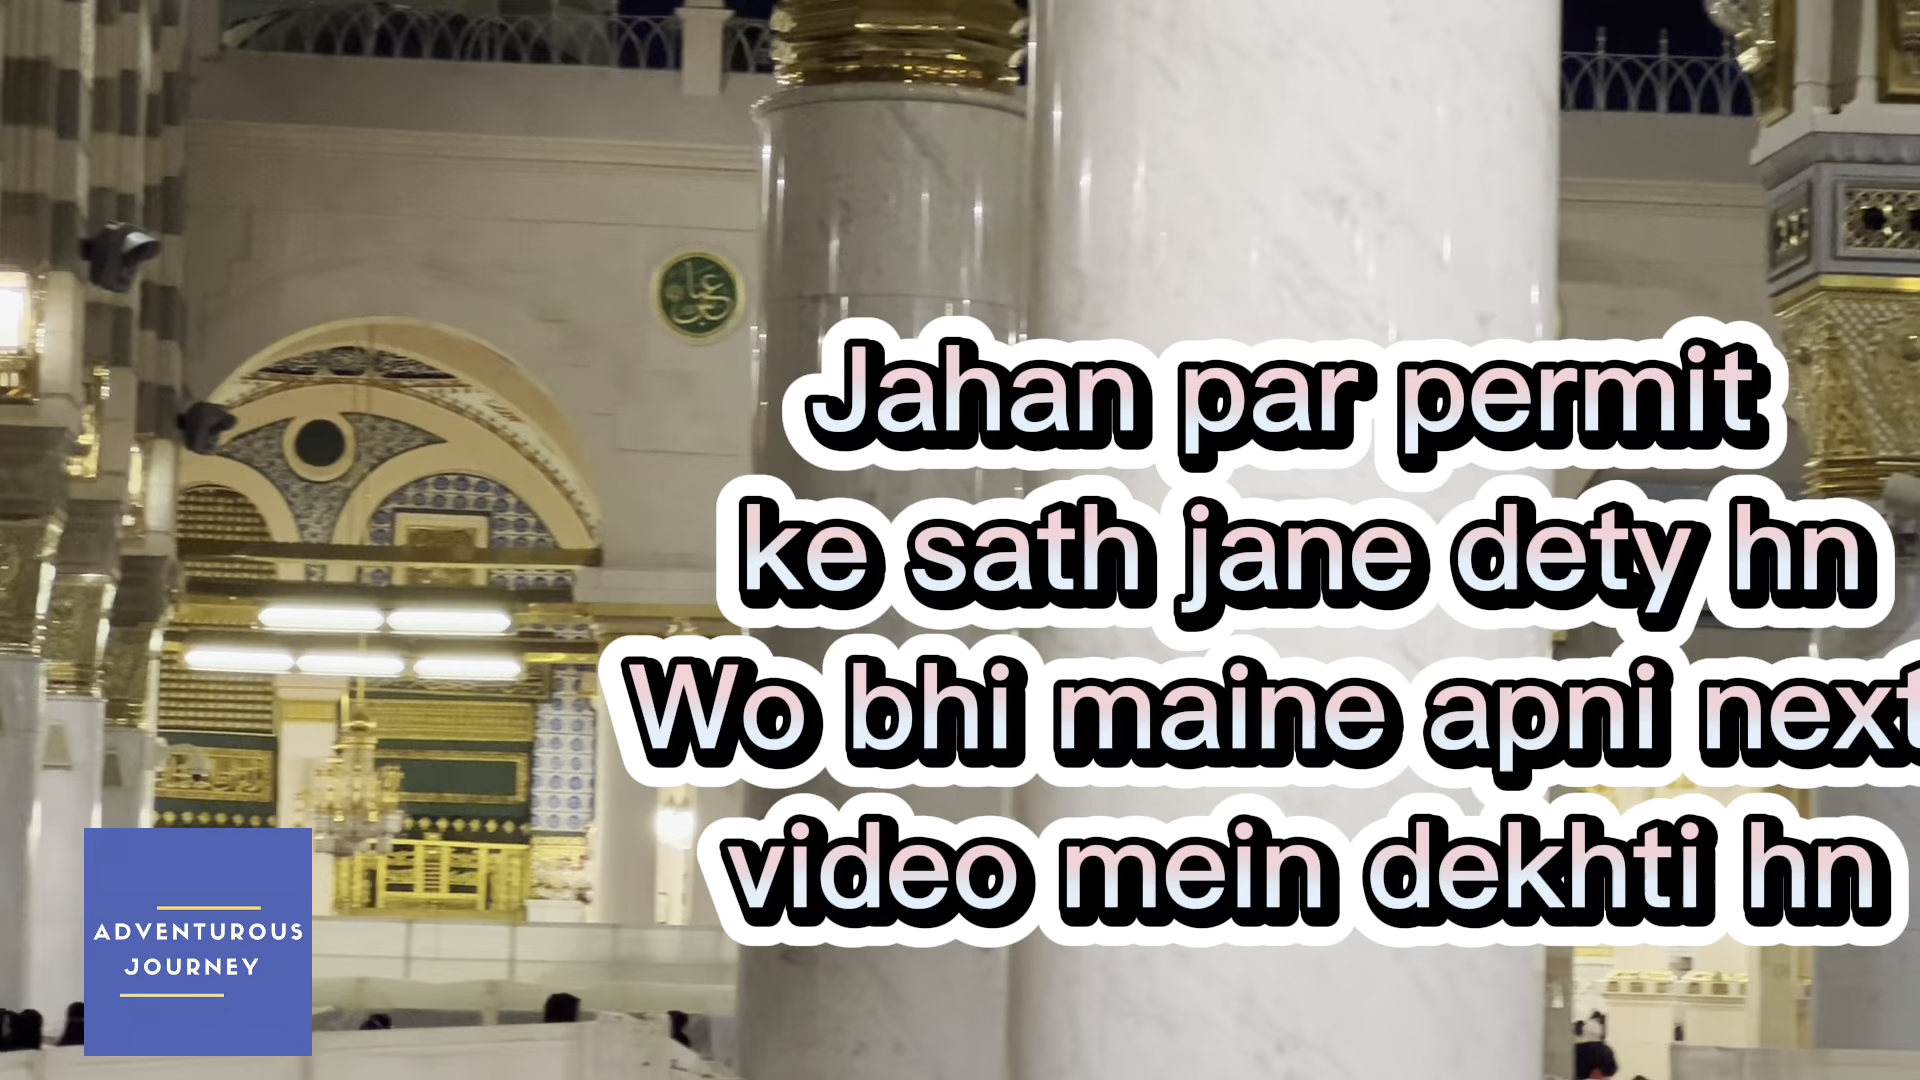 عباس
Jahan par permit
ke sath jane dety hn
Wo bhi maine apni next
video mein dekhti hn
ADVENTUROUS
JOURNEY